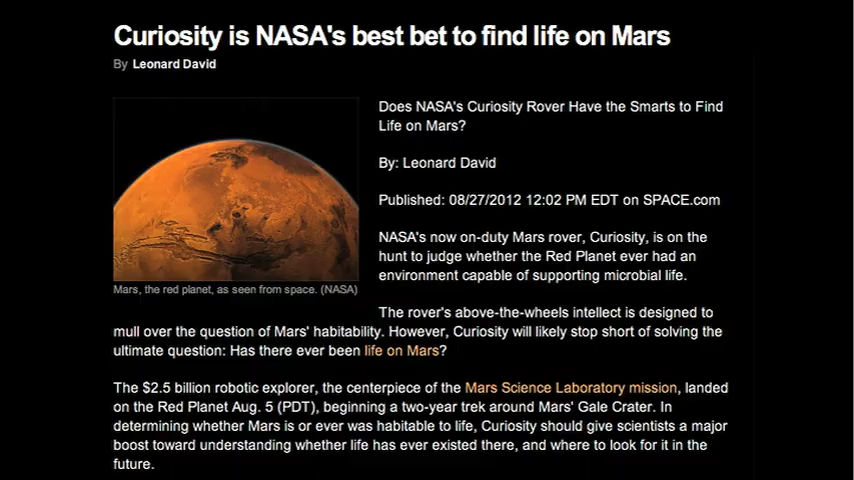 Curiosity is NASA's best bet to find life on Mars
By Leonard David
Does NASA's Curiosity Rover Have the Smarts to Find
Life on Mars?
By: Leonard David
Published: 08/27/2012 12:02 PM EDT on SPACE.com
NASA's now on-duty Mars rover, Curiosity, is on the
hunt to judge whether the Red Planet ever had an
environment capable of supporting microbial life.
Mars, the red planet, as seen from space. (NASA)
The rover's above-the-wheels intellect is designed to
mull over the question of Mars' habitability. However, Curiosity will likely stop short of solving the
ultimate question: Has there ever been life on Mars?
The $2.5 billion robotic explorer, the centerpiece of the Mars Science Laboratory mission, landed
on the Red Planet Aug. 5 (PDT), beginning a two-year trek around Mars' Gale Crater. In
determining whether Mars is or ever was habitable to life, Curiosity should give scientists a major
boost toward understanding whether life has ever existed there, and where to look for it in the
future.